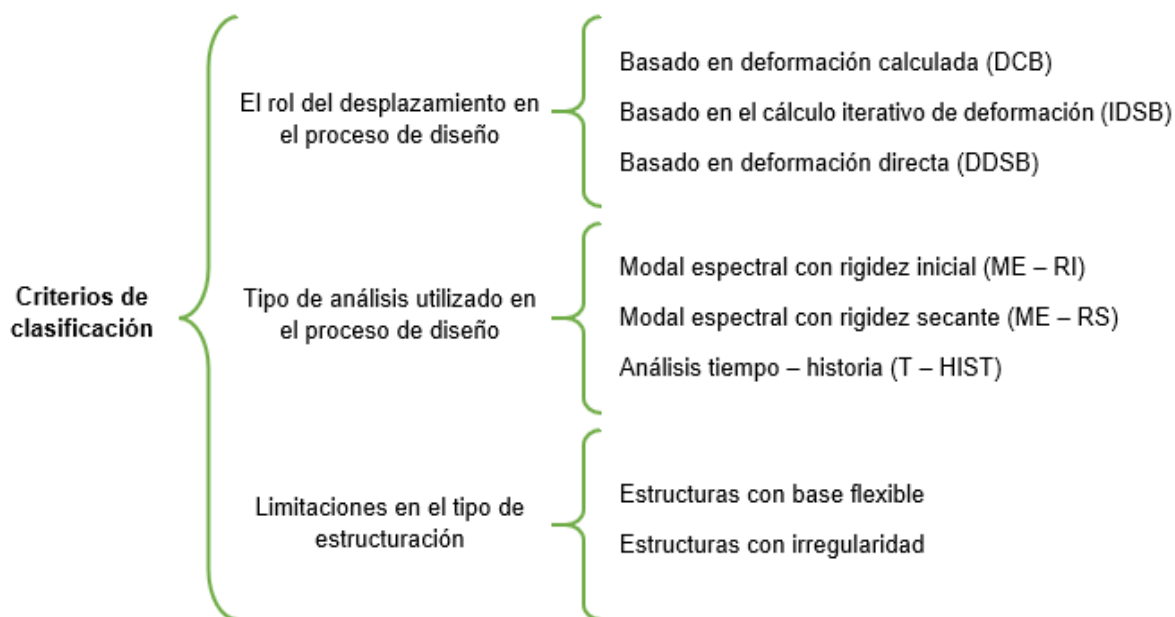 Criterios de
clasificación
El rol del desplazamiento en
el proceso de diseño
Basado en deformación calculada (DCB)
Basado en el cálculo iterativo de deformación (IDSB)
Basado en deformación directa (DDSB)
Tipo de análisis utilizado en
el proceso de diseño
Modal espectral con rigidez inicial (ME – RI)
Modal espectral con rigidez secante (ME – RS)
Análisis tiempo – historia (T – HIST)
Limitaciones en el tipo de
estructuración
Estructuras con base flexible
Estructuras con irregularidad